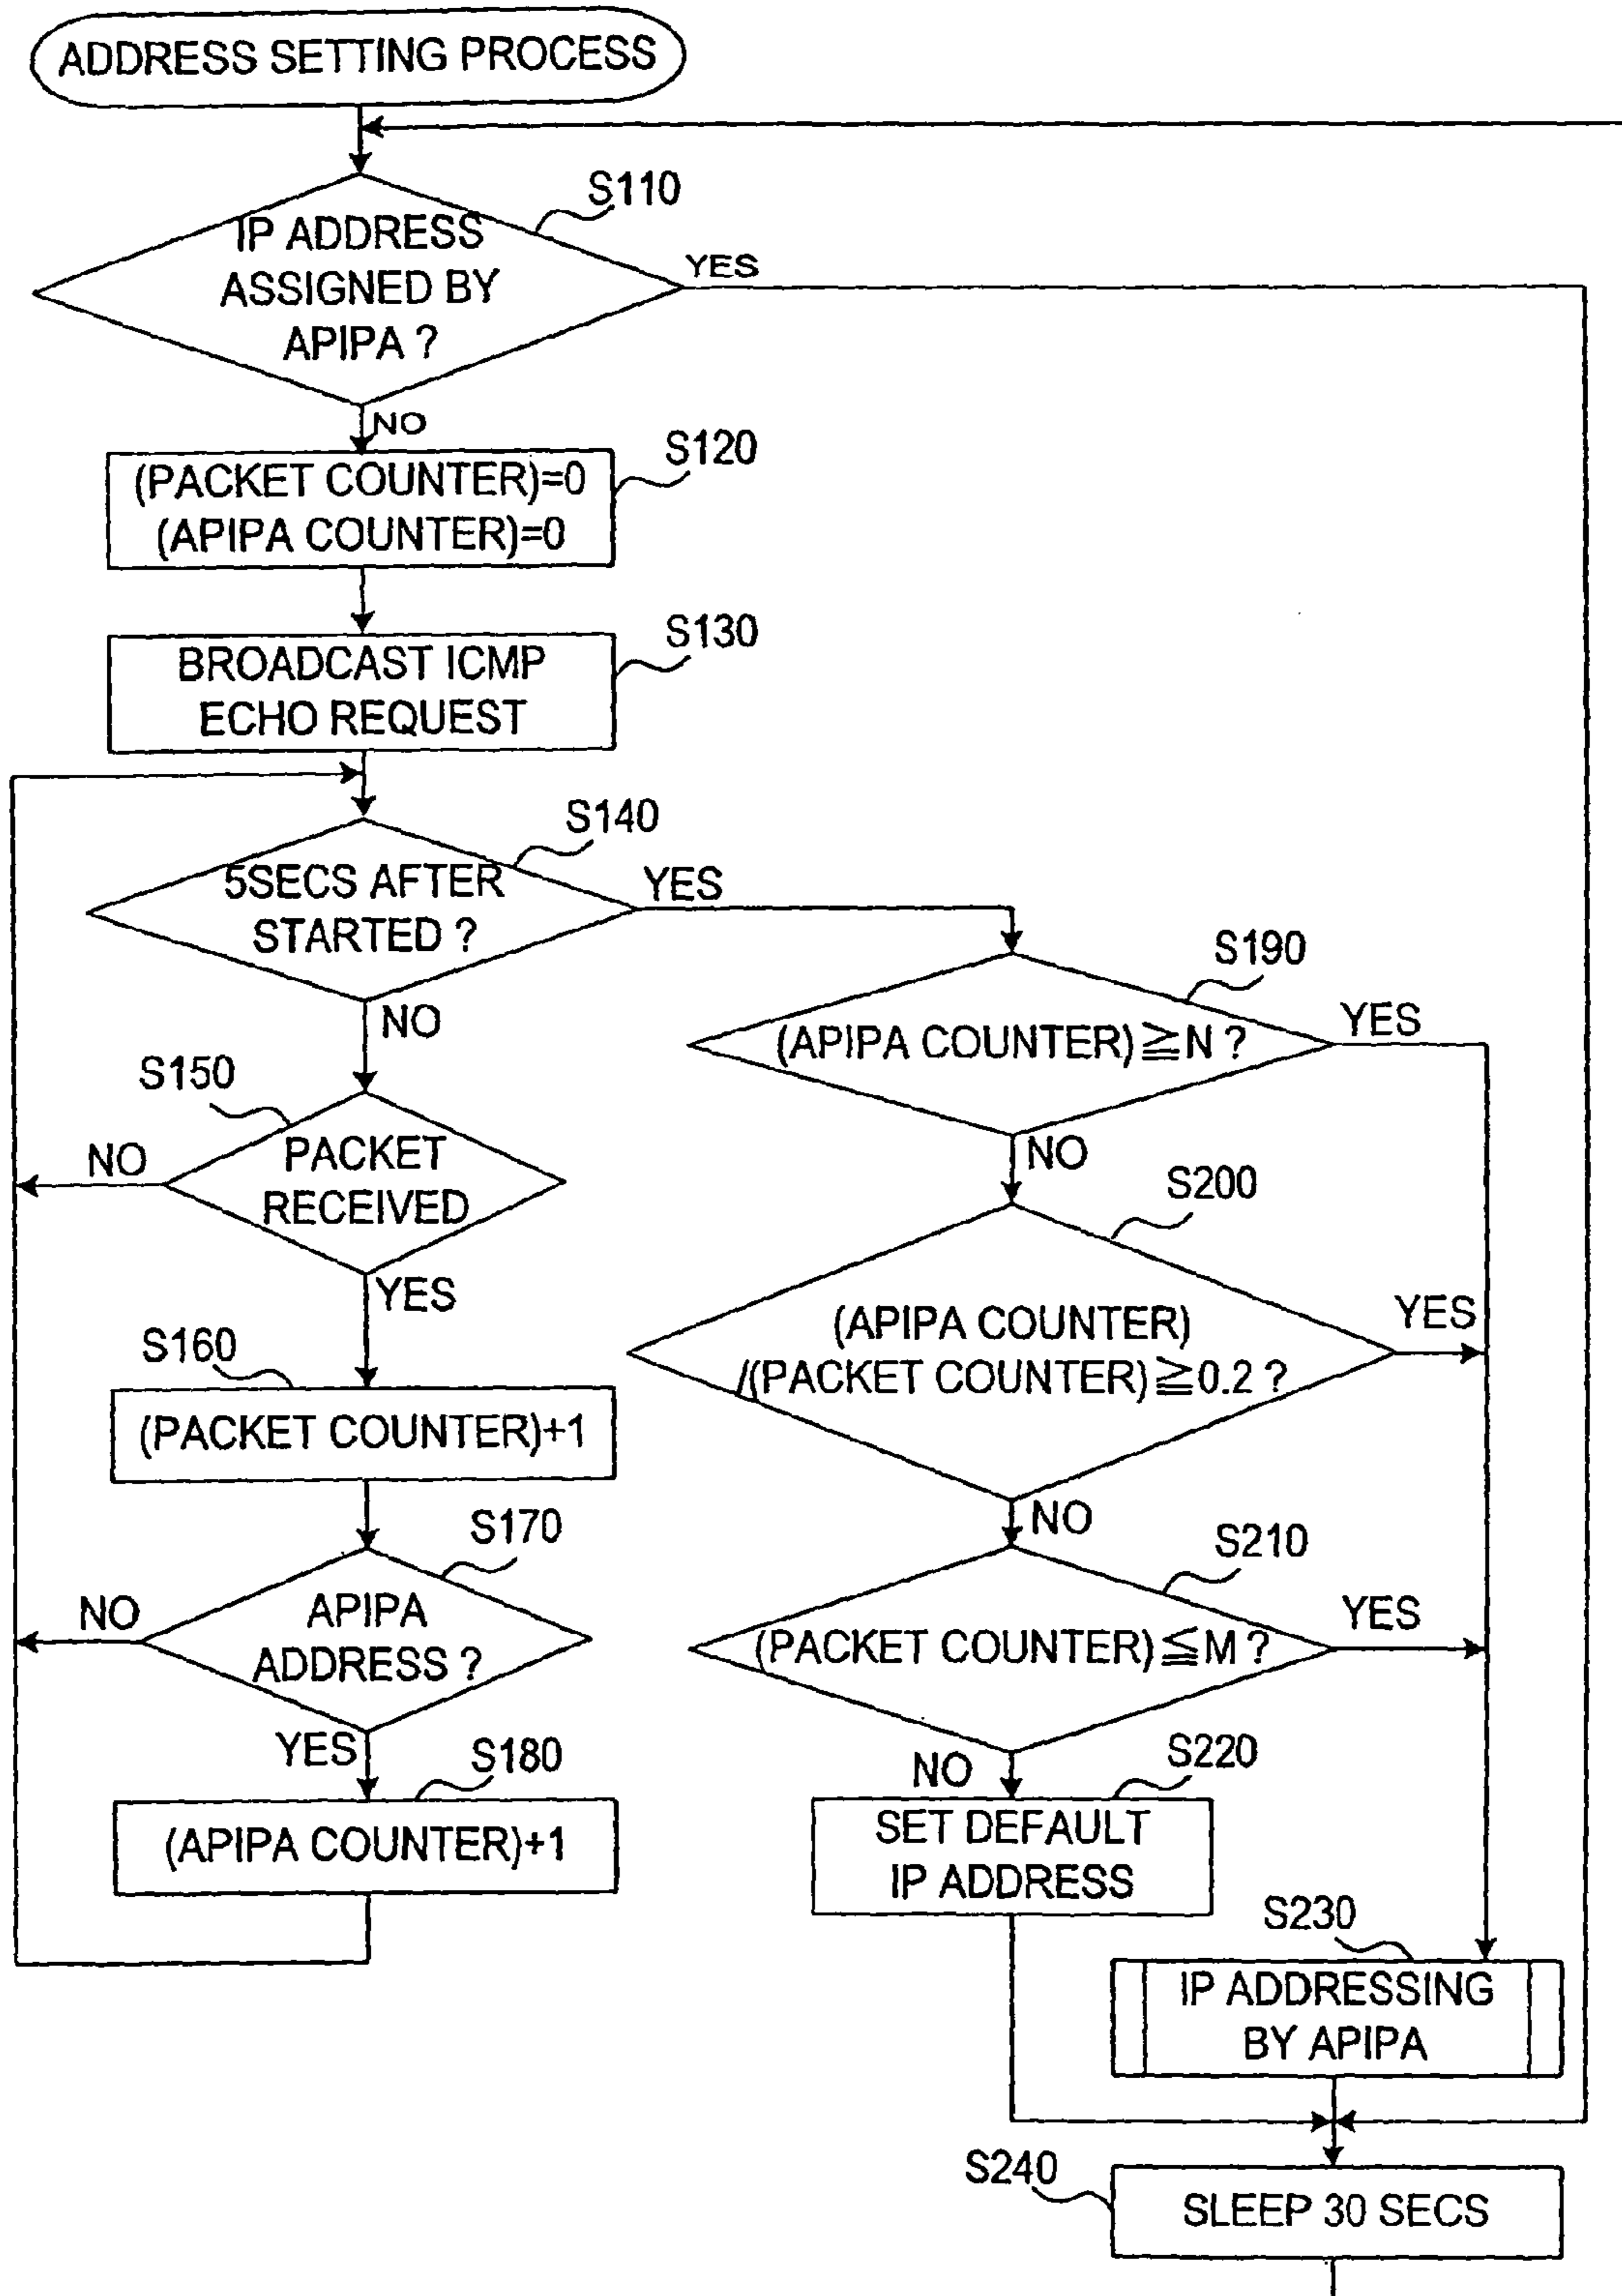 ADDRESS SETTING PROCESS
S110
IP ADDRESS
ASSIGNED BY
APIPA ?
YES
NO
S120
(PACKET COUNTER)=0
(APIPA COUNTER)=0
S130
BROADCAST ICMP
ECHO REQUEST
S140
5SECS AFTER
STARTED ?
YES
NO
S150
PACKET
RECEIVED
NO
YES
S160
(PACKET COUNTER)+1
S170
APIPA
ADDRESS ?
NO
YES
S180
(APIPA COUNTER)+1
S190
(APIPA COUNTER)≧N ?
YES
NO
S200
(APIPA COUNTER)
/(PACKET COUNTER)≧0.2 ?
YES
NO
S210
(PACKET COUNTER)≦M ?
YES
NO
S220
SET DEFAULT
IP ADDRESS
S230
IP ADDRESSING
BY APIPA
S240
SLEEP 30 SECS